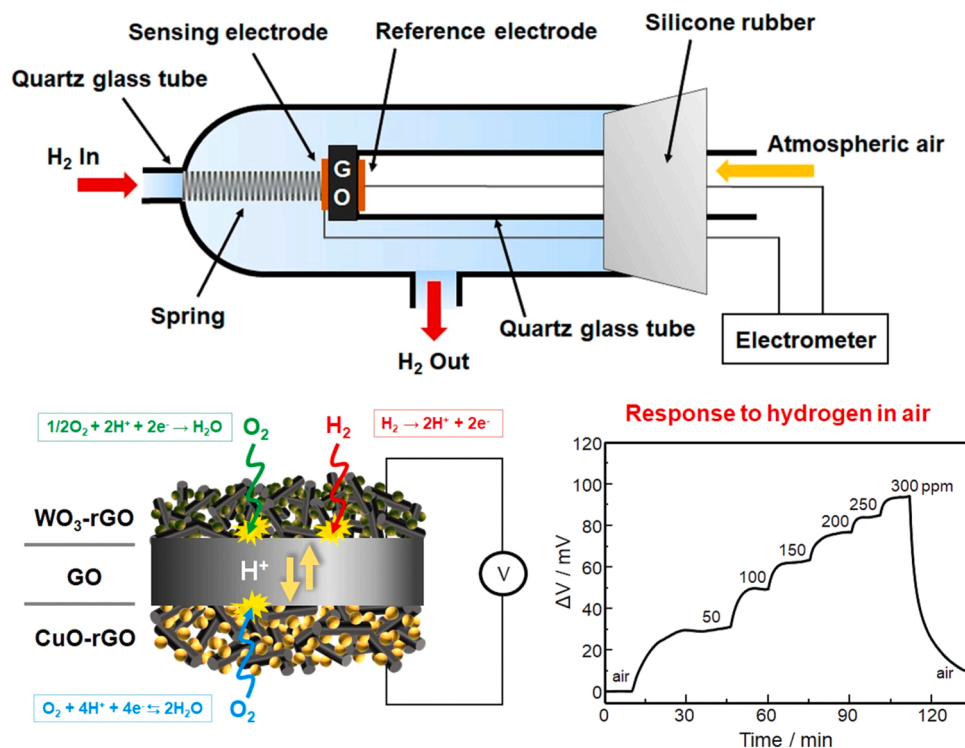 Sensing electrode
Reference electrode
Silicone rubber
Quartz glass tube
H₂ In
G
O
Atmospheric air
Spring
Quartz glass tube
H₂ Out
Electrometer
1/2O₂ + 2H⁺ + 2e⁻ → H₂O
O₂
H₂
H₂ → 2H⁺ + 2e⁻
WO₃-rGO
GO
CuO-rGO
H⁺
V
O₂ + 4H⁺ + 4e⁻ ⇆ 2H₂O
O₂
Response to hydrogen in air
ΔV / mV
100
80
60
40
20
0
air
50
100
150
200
250
300 ppm
air
0
30
60
90
120
Time / min